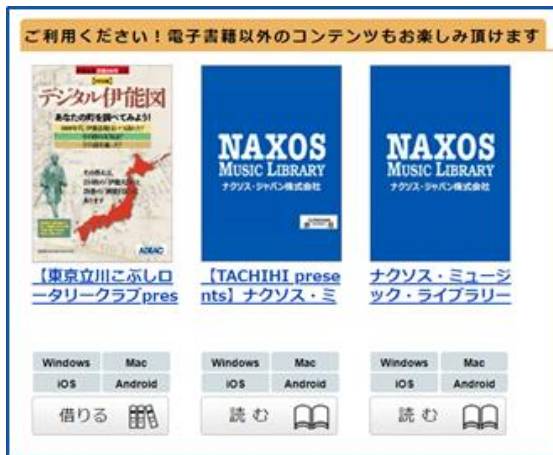 ご利用ください！電子書籍以外のコンテンツもお楽しみ頂けます
デジタル伊能図
あなたの町を調べてみよう!
ADEAC
【東京立川こぶしロ
ータリークラブpres
Windows Mac
iOS Android
借りる
NAXOS
MUSIC LIBRARY
ナクソス・ジャパン株式会社
【TACHIHI prese
nts】ナクソス・ミ
Windows Mac
iOS Android
読む
NAXOS
MUSIC LIBRARY
ナクソス・ジャパン株式会社
ナクソス・ミュージ
ック・ライブラリー
Windows Mac
iOS Android
読む